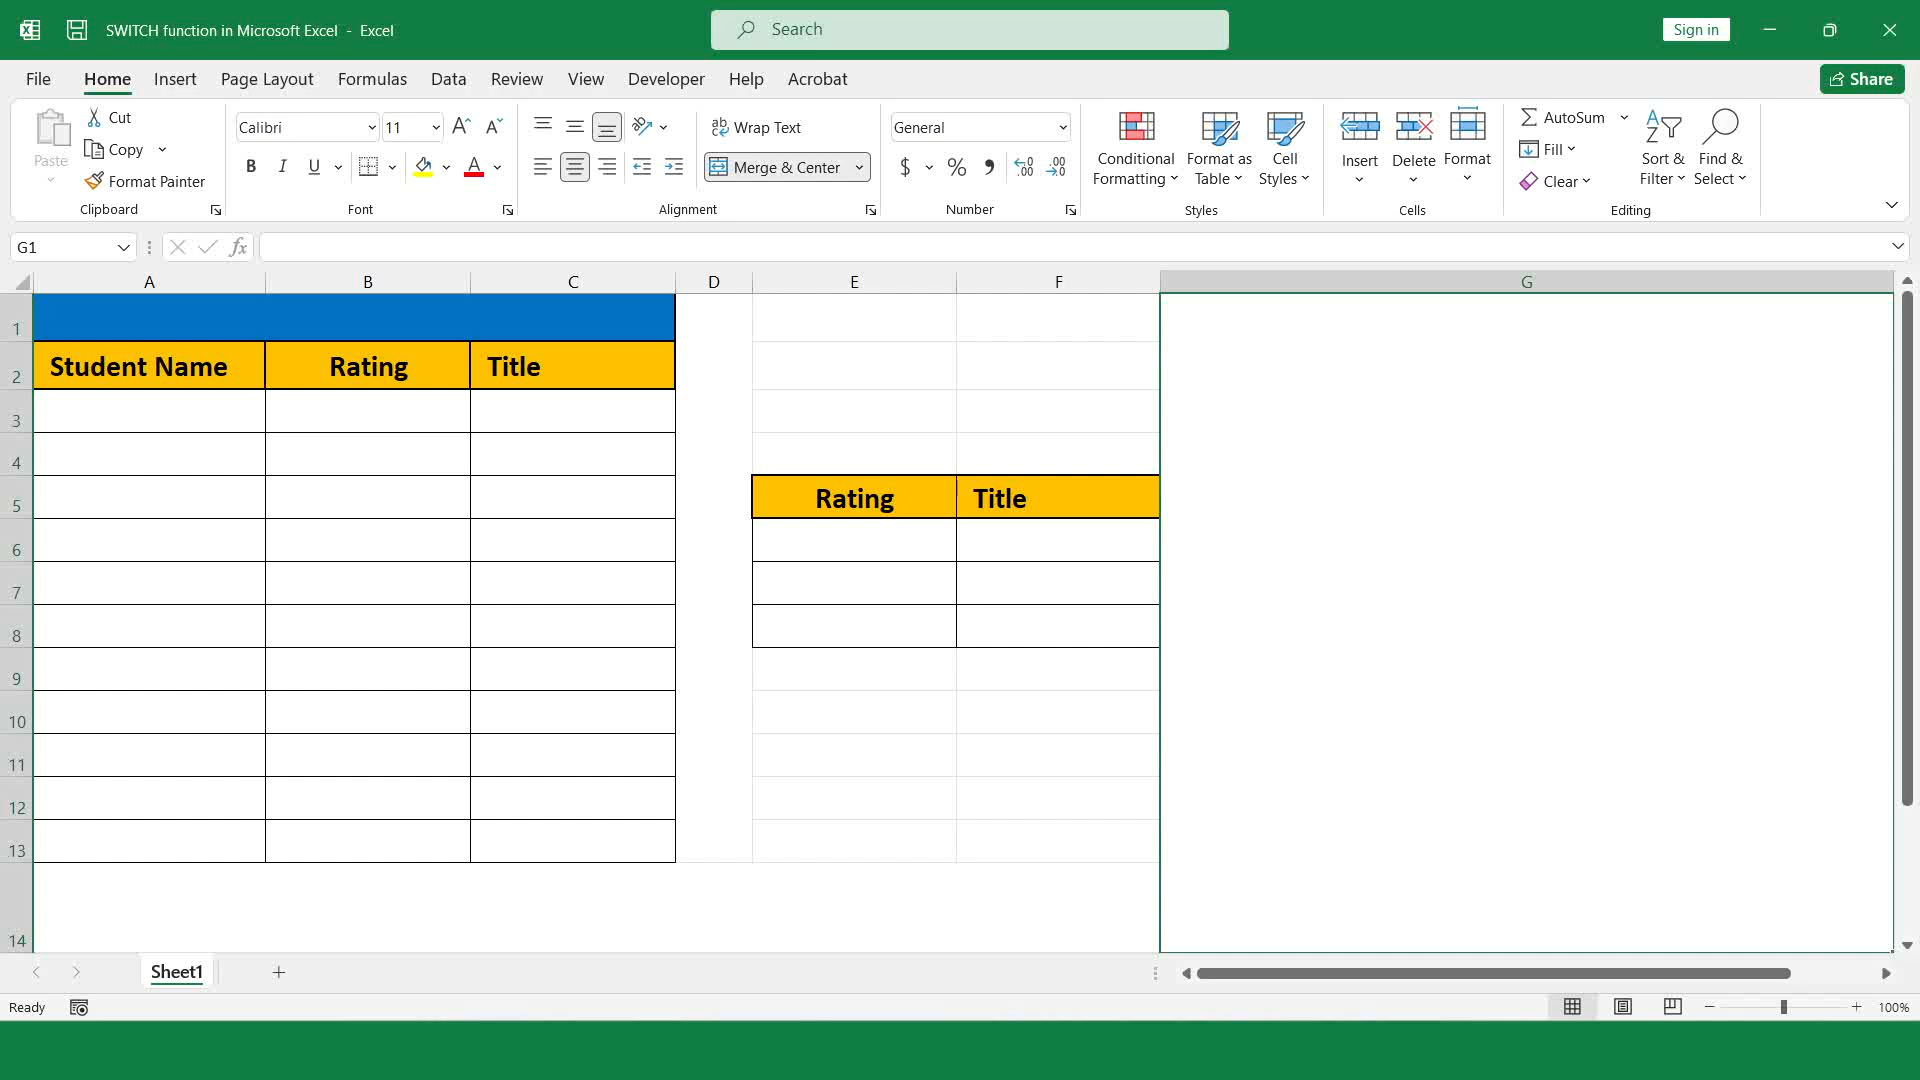 SWITCH function in Microsoft Excel - Excel
Search
Sign in
File Home Insert Page Layout Formulas Data Review View Developer Help Acrobat
Share
Paste
Cut
Copy
Format Painter
Clipboard
Calibri 11
B I U
Font
Wrap Text
Merge & Center
Alignment
General
$ %
Number
Conditional Formatting
Format as Table
Cell Styles
Styles
Insert
Delete
Format
Cells
AutoSum
Fill
Clear
Sort & Filter
Find & Select
Editing
G1
fx
A B C D E F G
1
2 Student Name Rating Title
3
4
5 Rating Title
6
7
8
9
10
11
12
13
14
Sheet1
Ready
100%